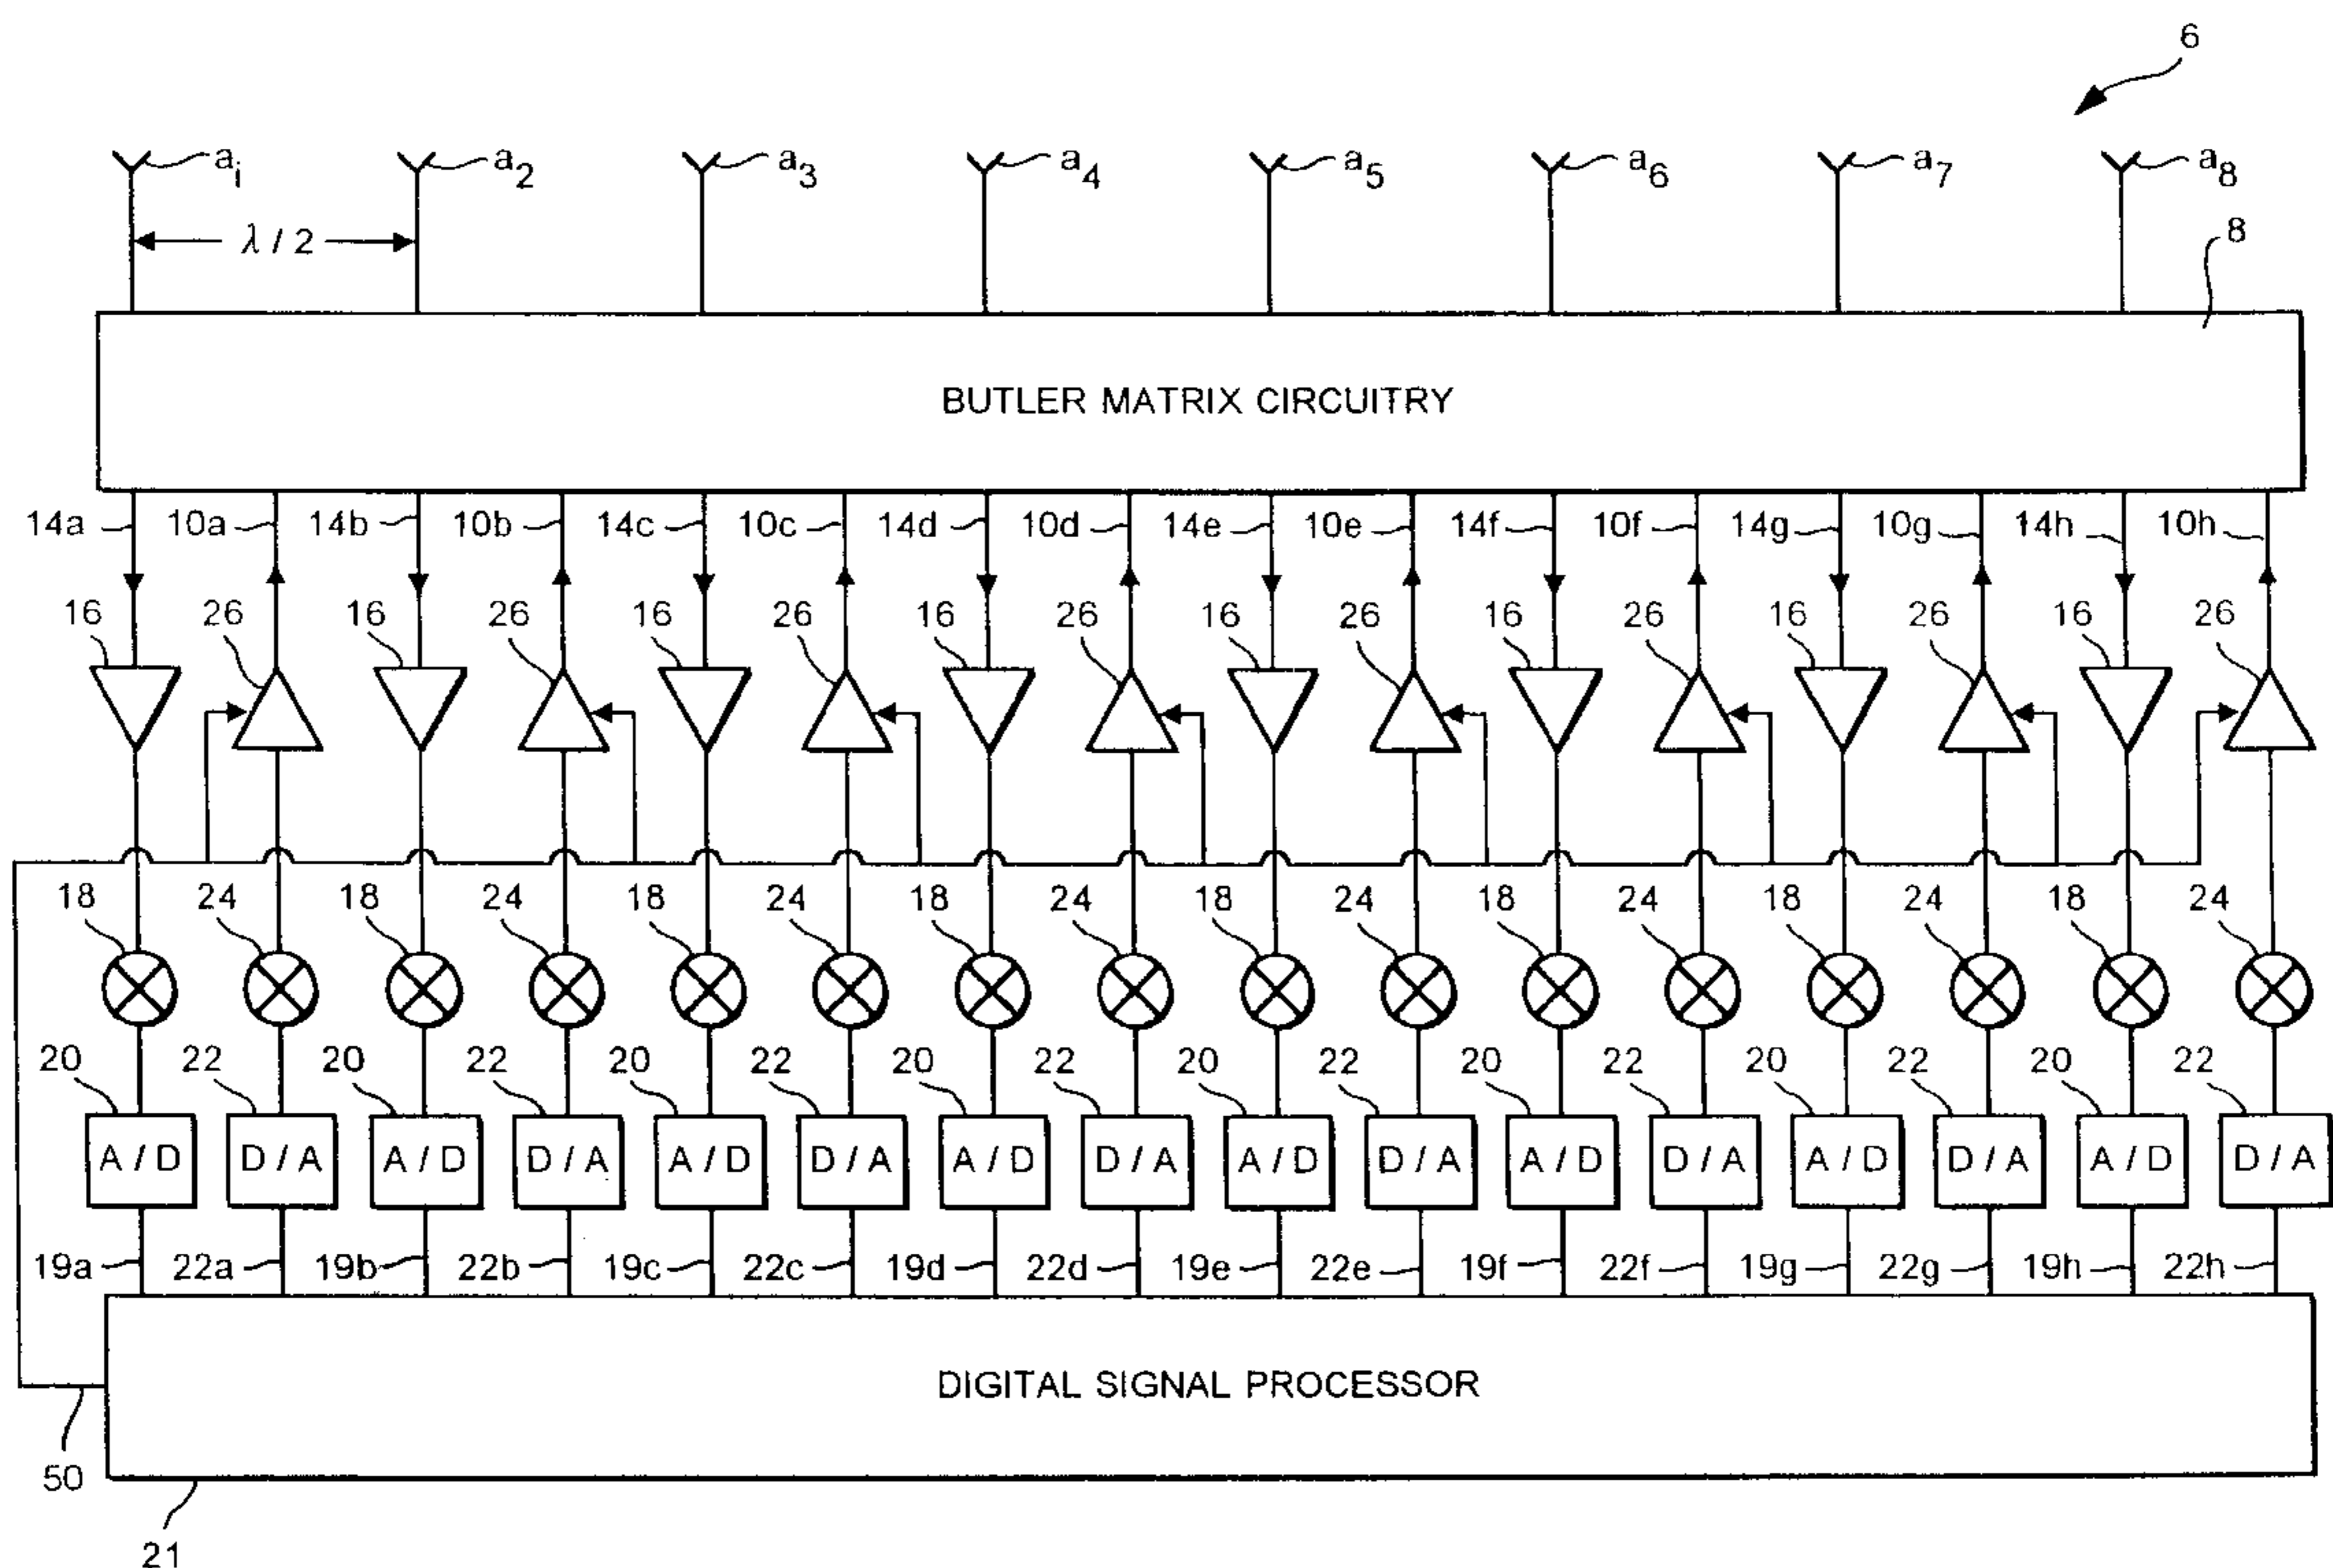 6
aᵢ a₂ a₃ a₄ a₅ a₆ a₇ a₈
λ / 2
8
BUTLER MATRIX CIRCUITRY
14a 10a 14b 10b 14c 10c 14d 10d 14e 10e 14f 10f 14g 10g 14h 10h
16 26 16 26 16 26 16 26 16 26 16 26 16 26 16 26
18 24 18 24 18 24 18 24 18 24 18 24 18 24 18 24
20 22 20 22 20 22 20 22 20 22 20 22 20 22 20 22
A / D D / A A / D D / A A / D D / A A / D D / A A / D D / A A / D D / A A / D D / A A / D D / A
19a 22a 19b 22b 19c 22c 19d 22d 19e 22e 19f 22f 19g 22g 19h 22h
DIGITAL SIGNAL PROCESSOR
50
21